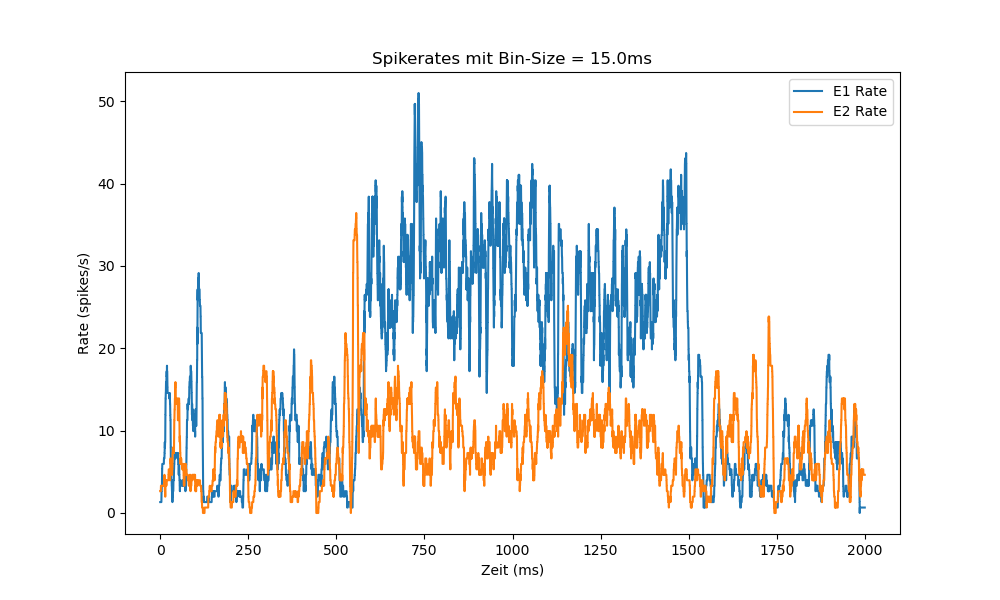 Spikerates mit Bin-Size = 15.0ms
E1 Rate
E2 Rate
50
40
30
20
10
0
Rate (spikes/s)
0 250 500 750 1000 1250 1500 1750 2000
Zeit (ms)